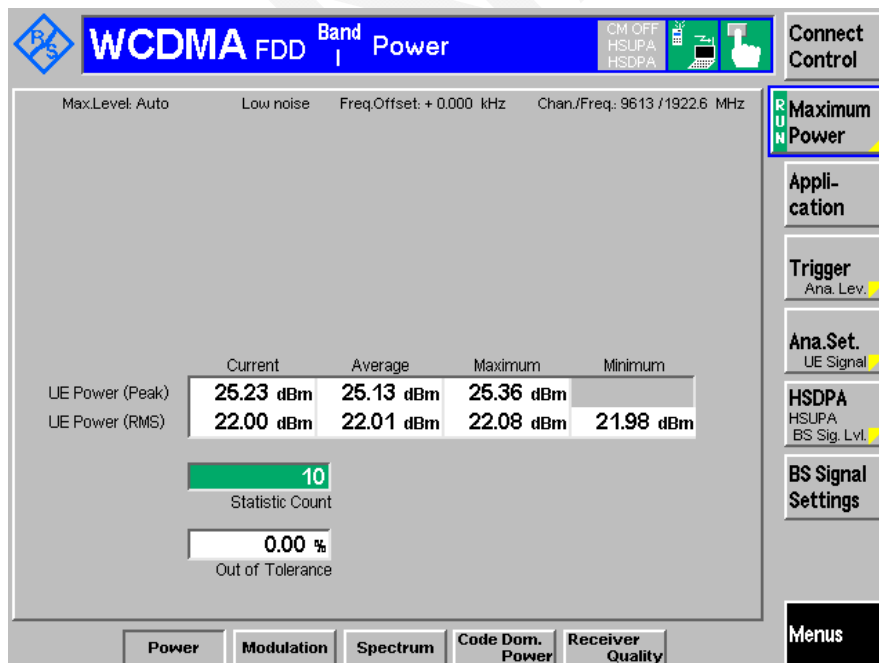 R/S
WCDMA FDD Band I Power
CM OFF
HSUPA
HSDPA
Connect Control
Max.Level: Auto Low noise Freq.Offset: + 0.000 kHz Chan./Freq.: 9613 / 1922.6 MHz
RUN
Maximum Power
Appli-
cation
Trigger
Ana. Lev.
Ana.Set.
UE Signal
HSDPA
HSUPA
BS Sig. Lvl.
BS Signal
Settings
Current Average Maximum Minimum
UE Power (Peak) 25.23 dBm 25.13 dBm 25.36 dBm
UE Power (RMS) 22.00 dBm 22.01 dBm 22.08 dBm 21.98 dBm
10
Statistic Count
0.00 %
Out of Tolerance
Power Modulation Spectrum Code Dom. Power Receiver Quality
Menus